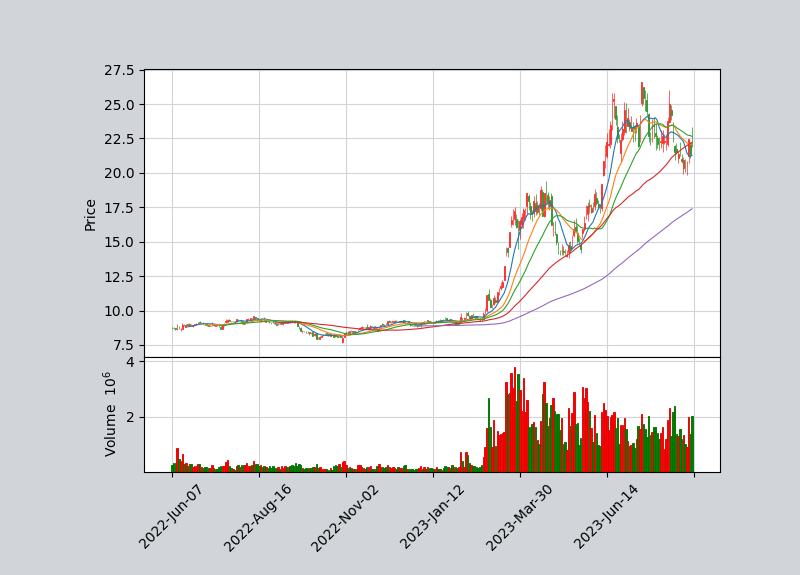 27.5
25.0
22.5
20.0
17.5
15.0
12.5
10.0
7.5
Price
4
2
Volume 10^6
2022-Jun-07
2022-Aug-16
2022-Nov-02
2023-Jan-12
2023-Mar-30
2023-Jun-14